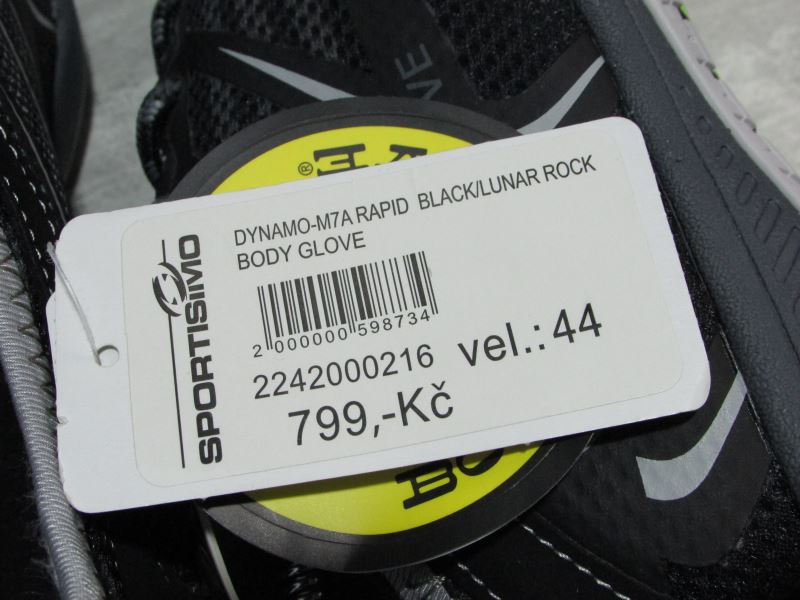 SPORTISIMO
DYNAMO-M7A RAPID BLACK/LUNAR ROCK
BODY GLOVE
2 000000 598734
2242000216 vel.: 44
799,-Kč
®